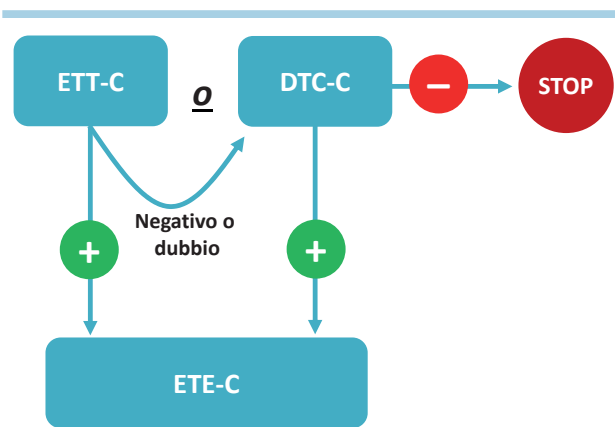 ETT-C
o
DTC-C
–
STOP
Negativo o
dubbio
+
+
ETE-C